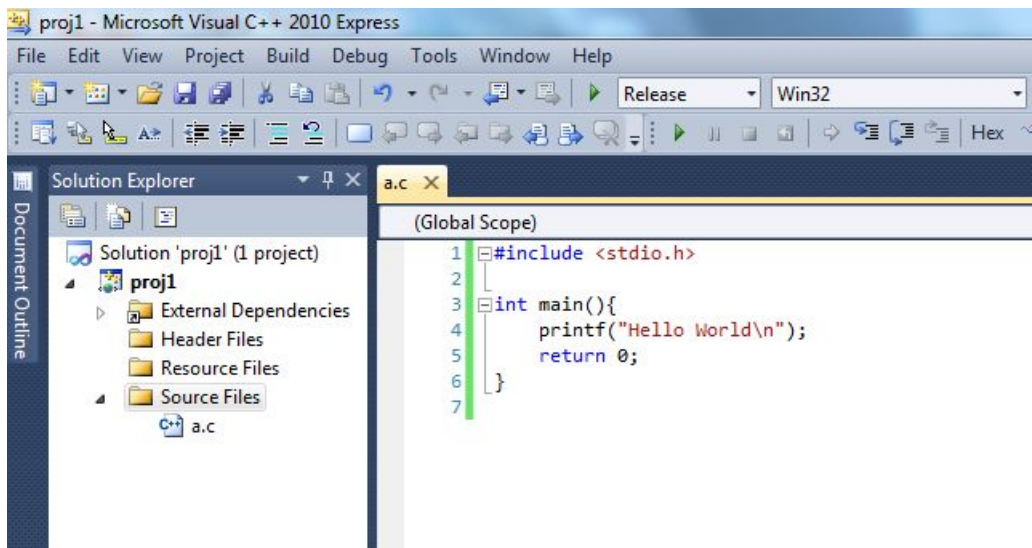 proj1 - Microsoft Visual C++ 2010 Express
File Edit View Project Build Debug Tools Window Help
Release Win32
Hex
Document Outline
Solution Explorer
Solution 'proj1' (1 project)
proj1
External Dependencies
Header Files
Resource Files
Source Files
a.c
a.c
(Global Scope)
1 #include <stdio.h>
2
3 int main(){
4 printf("Hello World\n");
5 return 0;
6 }
7